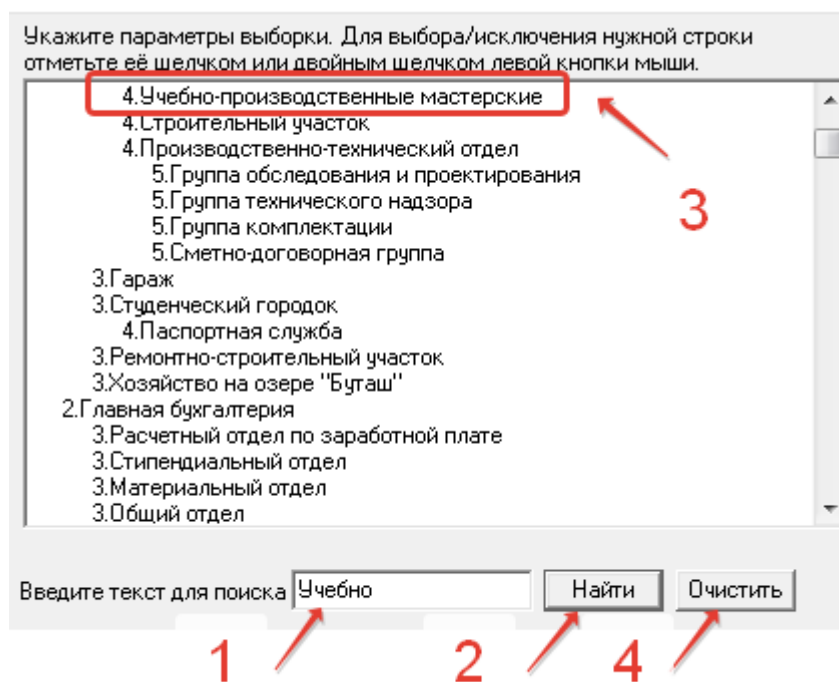 Укажите параметры выборки. Для выбора/исключения нужной строки
отметьте её щелчком или двойным щелчком левой кнопки мыши.
4.Учебно-производственные мастерские
4.Строительный участок
4.Производственно-технический отдел
5.Группа обследования и проектирования
5.Группа технического надзора
5.Группа комплектации
5.Сметно-договорная группа
3.Гараж
3.Студенческий городок
4.Паспортная служба
3.Ремонтно-строительный участок
3.Хозяйство на озере "Буташ"
2.Главная бухгалтерия
3.Расчетный отдел по заработной плате
3.Стипендиальный отдел
3.Материальный отдел
3.Общий отдел
3
Введите текст для поиска Учебно Найти Очистить
1 2 4